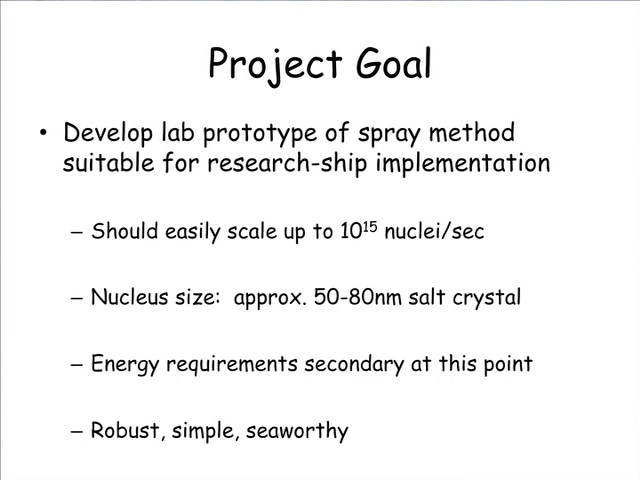 Project Goal
• Develop lab prototype of spray method
suitable for research-ship implementation
– Should easily scale up to 10¹⁵ nuclei/sec
– Nucleus size:  approx. 50-80nm salt crystal
– Energy requirements secondary at this point
– Robust, simple, seaworthy